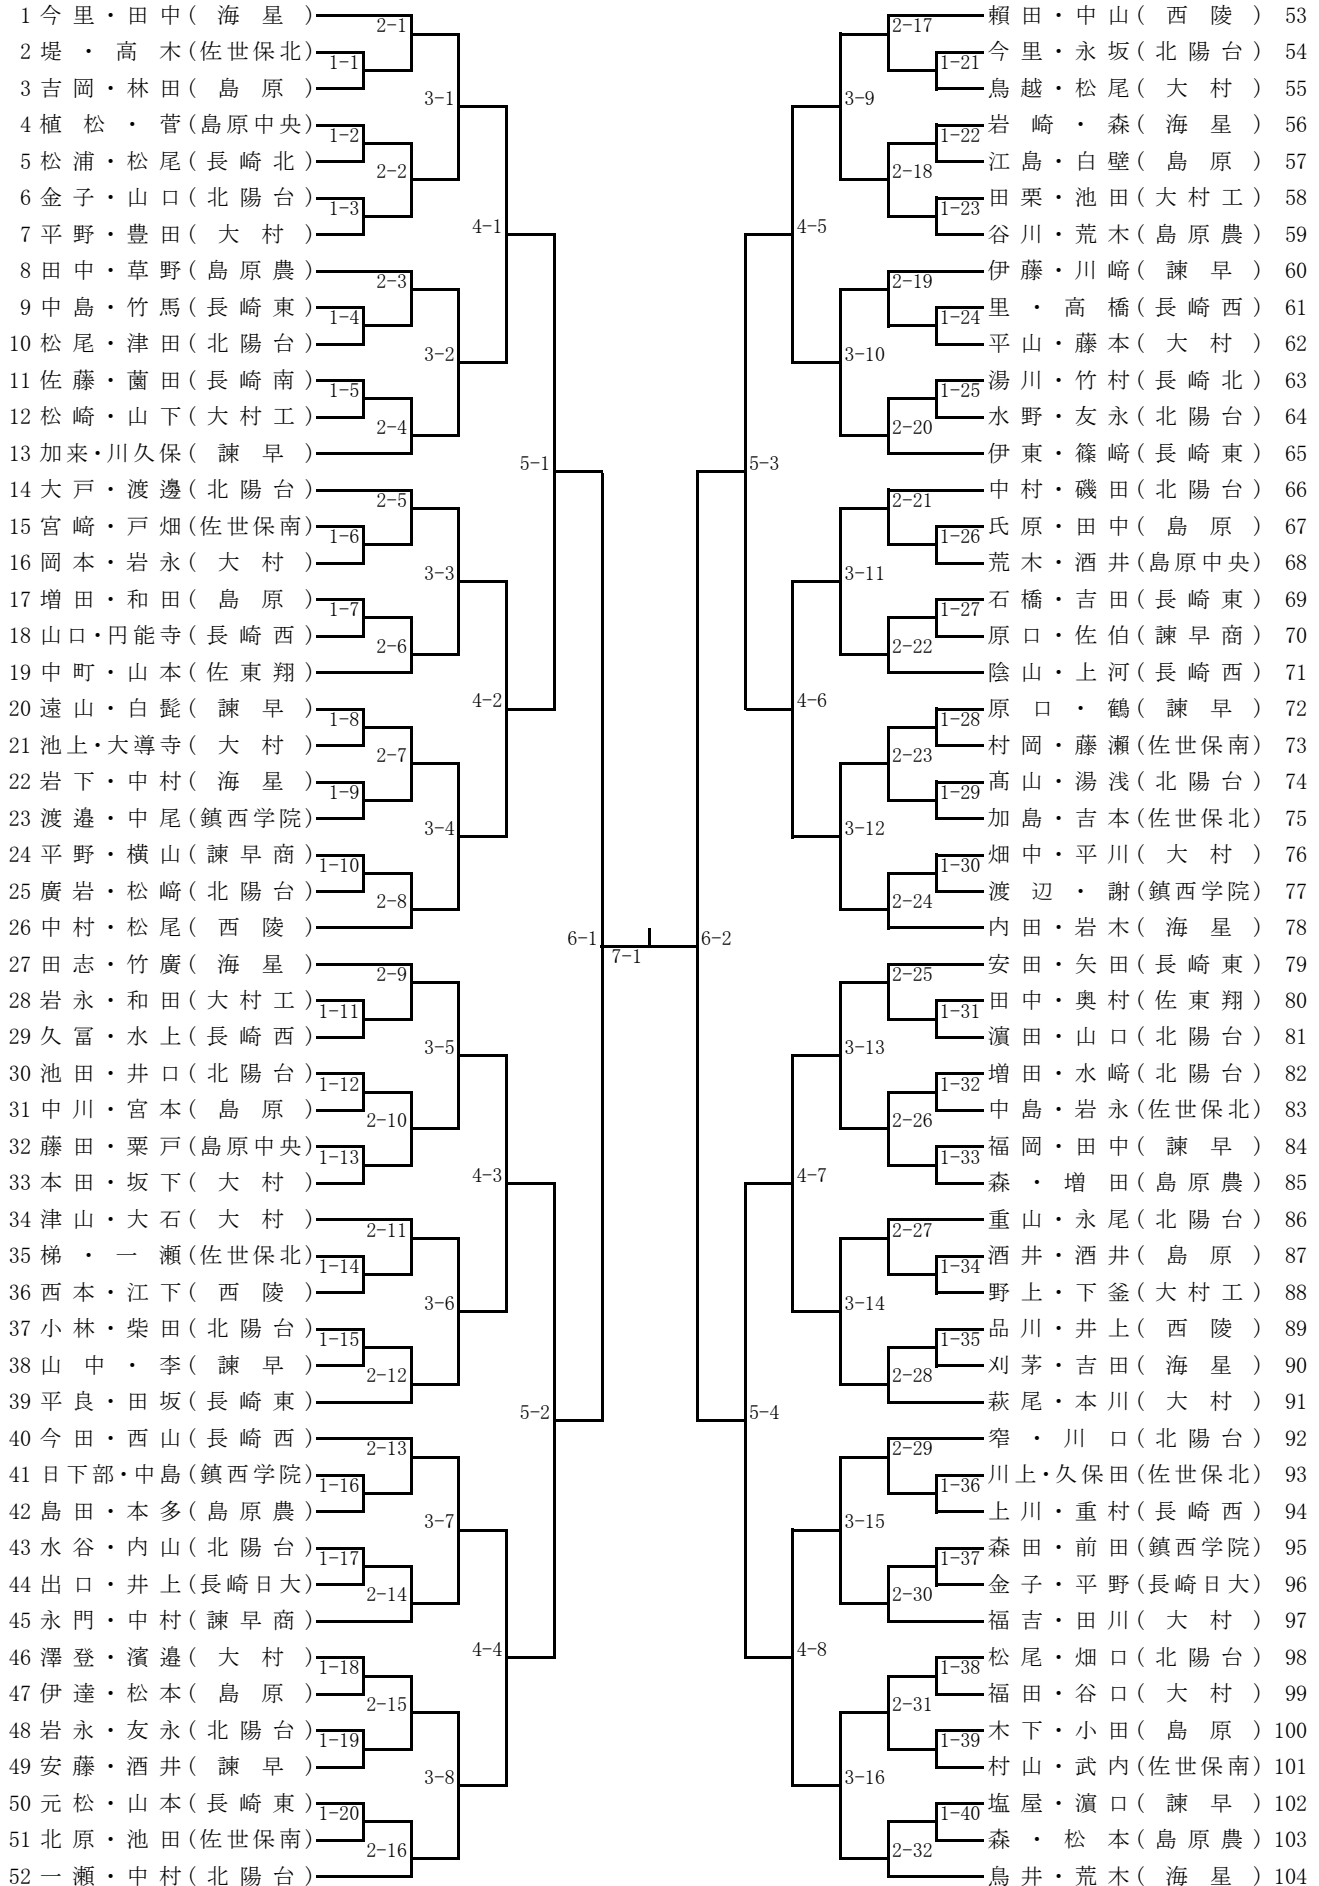 1 今里・田中(海星)
2 堤・高木(佐世保北)
3 吉岡・林田(島原)
4 植松・菅(島原中央)
5 松浦・松尾(長崎北)
6 金子・山口(北陽台)
7 平野・豊田(大村)
8 田中・草野(島原農)
9 中島・竹馬(長崎東)
10 松尾・津田(北陽台)
11 佐藤・薗田(長崎南)
12 松崎・山下(大村工)
13 加来・川久保(諫早)
14 大戸・渡邊(北陽台)
15 宮﨑・戸畑(佐世保南)
16 岡本・岩永(大村)
17 増田・和田(島原)
18 山口・円能寺(長崎西)
19 中町・山本(佐東翔)
20 遠山・白髭(諫早)
21 池上・大導寺(大村)
22 岩下・中村(海星)
23 渡邉・中尾(鎮西学院)
24 平野・横山(諫早商)
25 廣岩・松﨑(北陽台)
26 中村・松尾(西陵)
27 田志・竹廣(海星)
28 岩永・和田(大村工)
29 久冨・水上(長崎西)
30 池田・井口(北陽台)
31 中川・宮本(島原)
32 藤田・栗戸(島原中央)
33 本田・坂下(大村)
34 津山・大石(大村)
35 梯・一瀬(佐世保北)
36 西本・江下(西陵)
37 小林・柴田(北陽台)
38 山中・李(諫早)
39 平良・田坂(長崎東)
40 今田・西山(長崎西)
41 日下部・中島(鎮西学院)
42 島田・本多(島原農)
43 水谷・内山(北陽台)
44 出口・井上(長崎日大)
45 永門・中村(諫早商)
46 澤登・濱邉(大村)
47 伊達・松本(島原)
48 岩永・友永(北陽台)
49 安藤・酒井(諫早)
50 元松・山本(長崎東)
51 北原・池田(佐世保南)
52 一瀬・中村(北陽台)
2-1
1-1
3-1
1-2
2-2
1-3
4-1
2-3
1-4
3-2
1-5
2-4
5-1
2-5
1-6
3-3
1-7
2-6
4-2
1-8
2-7
1-9
3-4
1-10
2-8
6-1
7-1
2-9
1-11
3-5
1-12
2-10
1-13
4-3
2-11
1-14
3-6
1-15
2-12
5-2
2-13
1-16
3-7
1-17
2-14
4-4
1-18
2-15
1-19
3-8
1-20
2-16
2-17
1-21
3-9
1-22
2-18
1-23
4-5
2-19
1-24
3-10
1-25
2-20
5-3
2-21
1-26
3-11
1-27
2-22
4-6
1-28
2-23
1-29
3-12
1-30
2-24
6-2
2-25
1-31
3-13
1-32
2-26
1-33
4-7
2-27
1-34
3-14
1-35
2-28
5-4
2-29
1-36
3-15
1-37
2-30
4-8
1-38
2-31
1-39
3-16
1-40
2-32
頼田・中山(西陵) 53
今里・永坂(北陽台) 54
鳥越・松尾(大村) 55
岩崎・森(海星) 56
江島・白壁(島原) 57
田栗・池田(大村工) 58
谷川・荒木(島原農) 59
伊藤・川﨑(諫早) 60
里・高橋(長崎西) 61
平山・藤本(大村) 62
湯川・竹村(長崎北) 63
水野・友永(北陽台) 64
伊東・篠﨑(長崎東) 65
中村・磯田(北陽台) 66
氏原・田中(島原) 67
荒木・酒井(島原中央) 68
石橋・吉田(長崎東) 69
原口・佐伯(諫早商) 70
陰山・上河(長崎西) 71
原口・鶴(諫早) 72
村岡・藤瀬(佐世保南) 73
髙山・湯浅(北陽台) 74
加島・吉本(佐世保北) 75
畑中・平川(大村) 76
渡辺・謝(鎮西学院) 77
内田・岩木(海星) 78
安田・矢田(長崎東) 79
田中・奥村(佐東翔) 80
濵田・山口(北陽台) 81
増田・水﨑(北陽台) 82
中島・岩永(佐世保北) 83
福岡・田中(諫早) 84
森・増田(島原農) 85
重山・永尾(北陽台) 86
酒井・酒井(島原) 87
野上・下釜(大村工) 88
品川・井上(西陵) 89
刈茅・吉田(海星) 90
萩尾・本川(大村) 91
窄・川口(北陽台) 92
川上・久保田(佐世保北) 93
上川・重村(長崎西) 94
森田・前田(鎮西学院) 95
金子・平野(長崎日大) 96
福吉・田川(大村) 97
松尾・畑口(北陽台) 98
福田・谷口(大村) 99
木下・小田(島原) 100
村山・武内(佐世保南) 101
塩屋・濵口(諫早) 102
森・松本(島原農) 103
鳥井・荒木(海星) 104